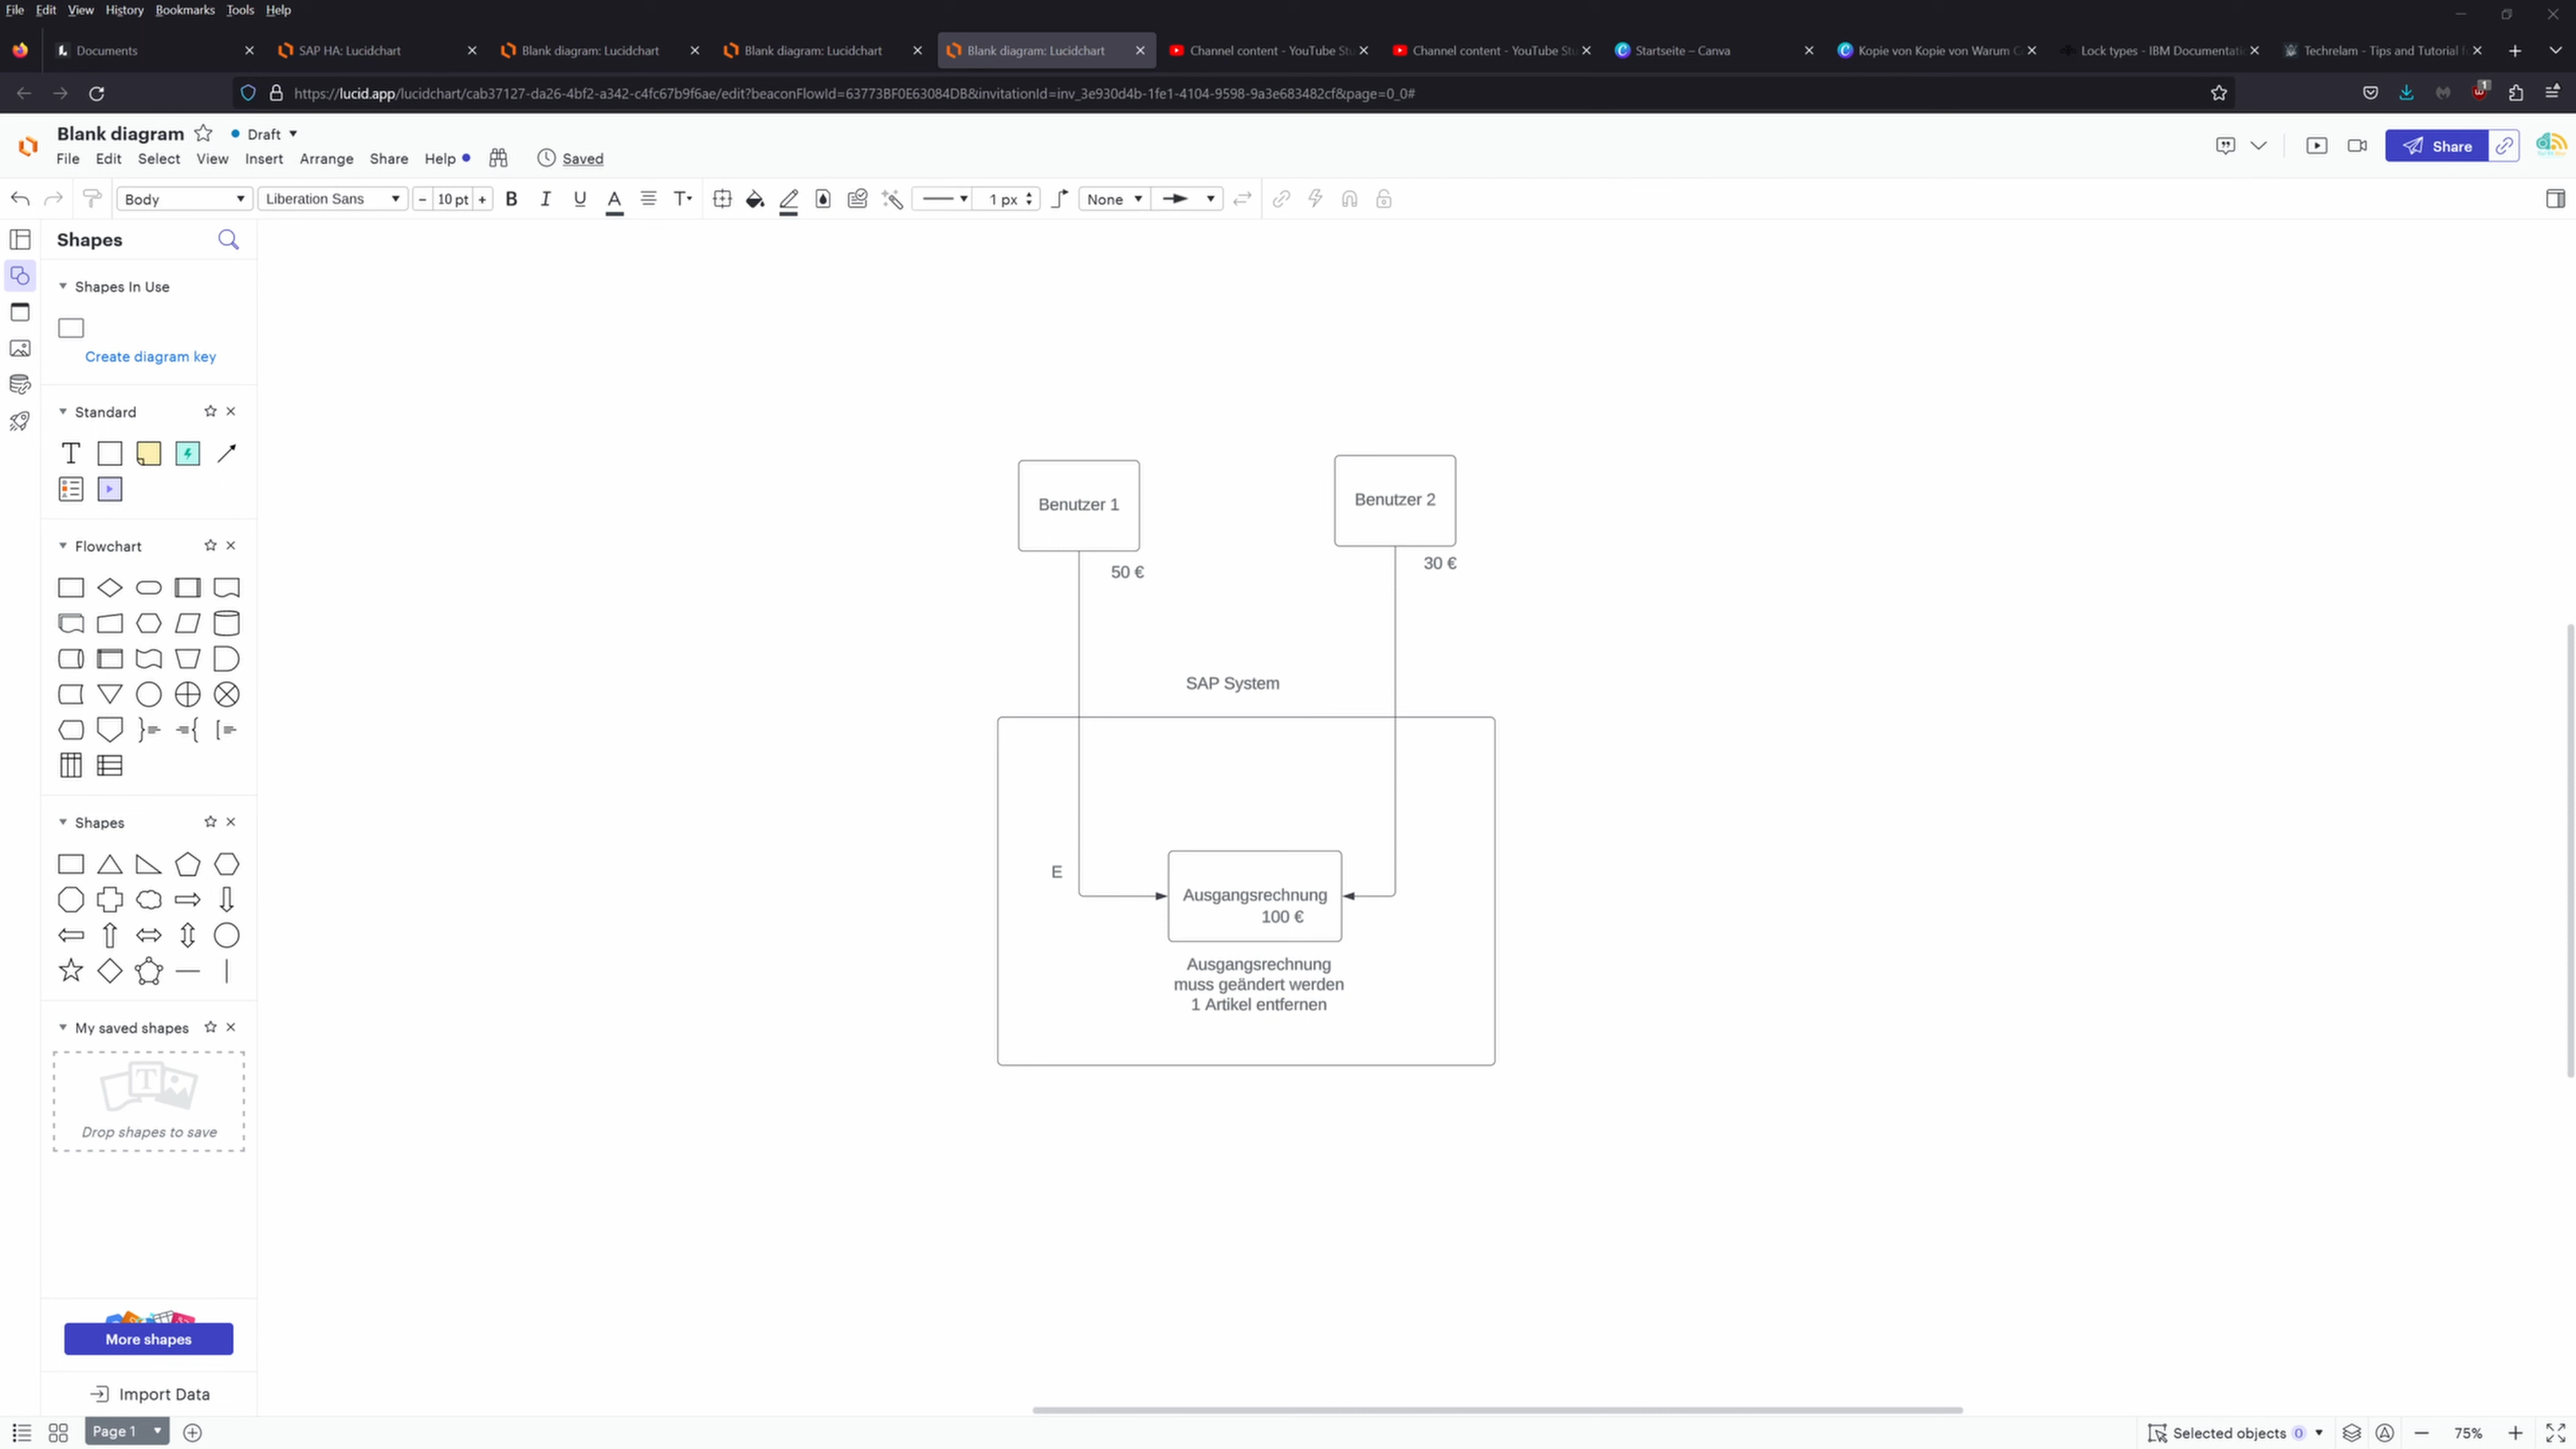 File Edit View History Bookmarks Tools Help
Documents
SAP HA: Lucidchart
Blank diagram: Lucidchart
Blank diagram: Lucidchart
Blank diagram: Lucidchart
Channel content - YouTube Stu
Channel content - YouTube Stu
Startseite – Canva
Kopie von Kopie von Warum C
Lock types - IBM Documentati
Techrelam - Tips and Tutorial f
https://lucid.app/lucidchart/cab37127-da26-4bf2-a342-c4fc67b9f6ae/edit?beaconFlowId=63773BF0E63084DB&invitationId=inv_3e930d4b-1fe1-4104-9598-9a3e683482cf&page=0_0#
1
Blank diagram
Draft
File Edit Select View Insert Arrange Share Help
Saved
Share
Body
Liberation Sans
- 10 pt +
B I U A T
1 px
None
Shapes
Shapes In Use
Create diagram key
Standard
T
Flowchart
Shapes
My saved shapes
T
Drop shapes to save
More shapes
Import Data
Benutzer 1
Benutzer 2
50 €
30 €
SAP System
E
Ausgangsrechnung
100 €
Ausgangsrechnung
muss geändert werden
1 Artikel entfernen
Page 1
Selected objects 0
75%